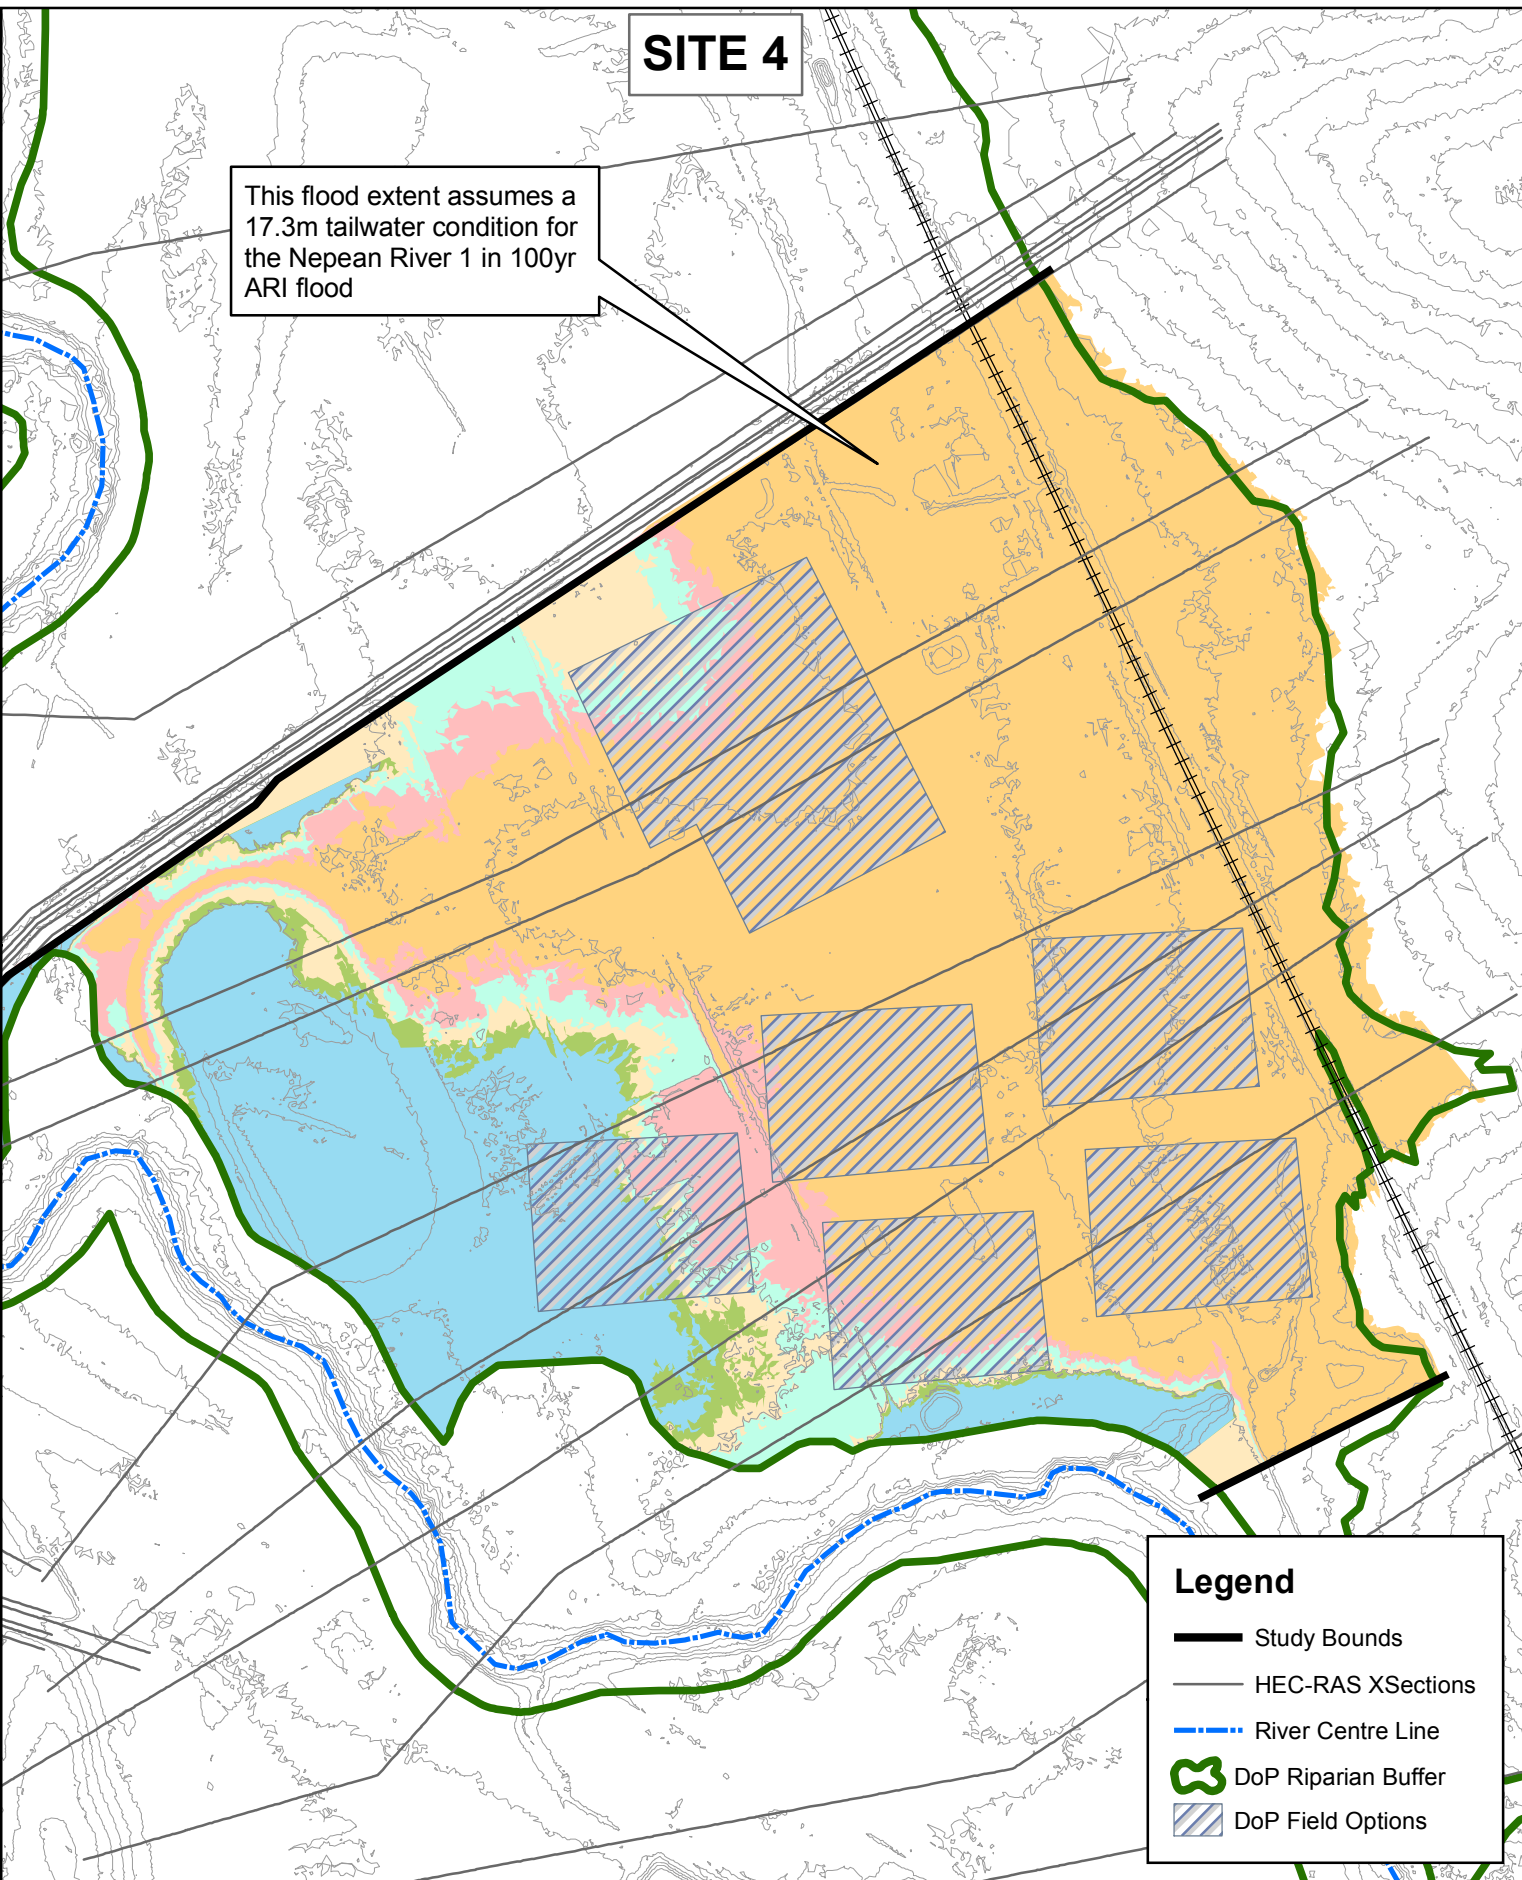 SITE 4
This flood extent assumes a
17.3m tailwater condition for
the Nepean River 1 in 100yr
ARI flood
Legend
Study Bounds
HEC-RAS XSections
River Centre Line
DoP Riparian Buffer
DoP Field Options